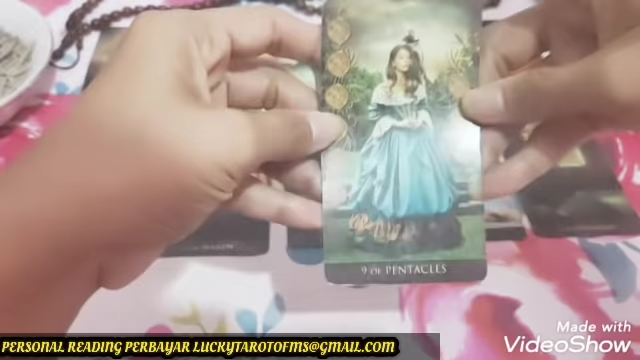 9 OF PENTACLES
Made with
VideoShow
PERSONAL READING PERBAYAR LUCKYTAROTOFMS@GMAIL.COM